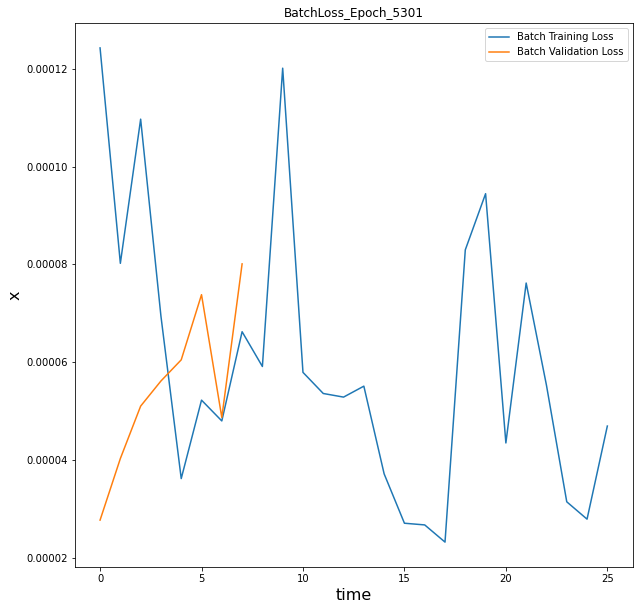 BatchLoss_Epoch_5301
Batch Training Loss
Batch Validation Loss
0.00012
0.00010
0.00008
0.00006
0.00004
0.00002
x
0 5 10 15 20 25
time